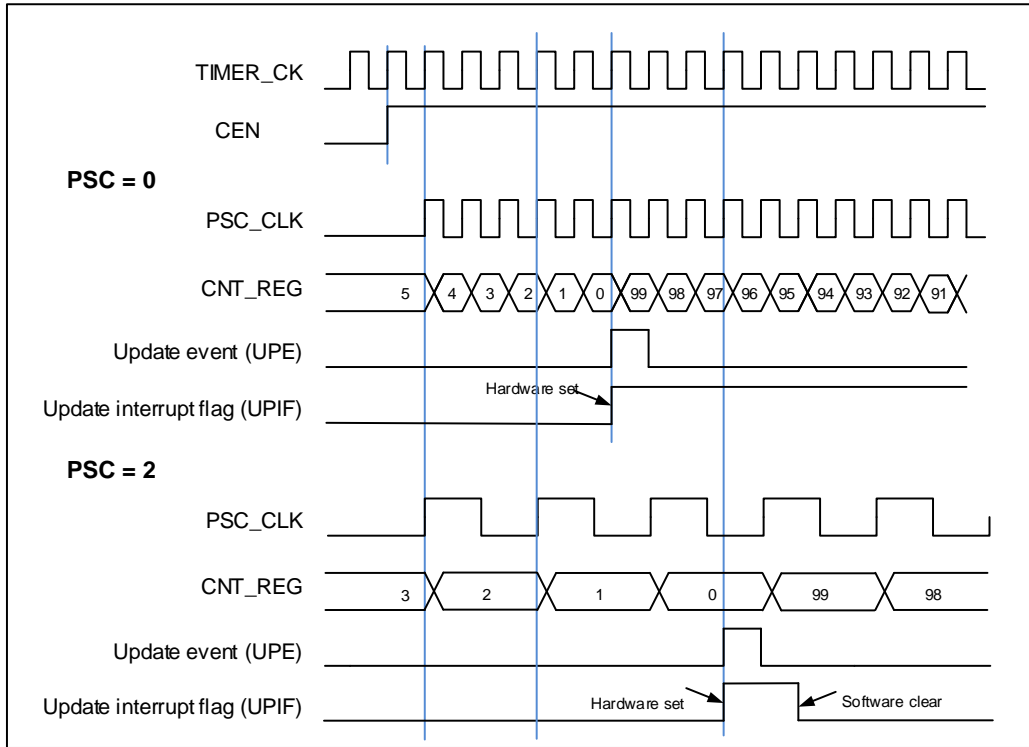 TIMER_CK
CEN
PSC = 0
PSC_CLK
CNT_REG 5 4 3 2 1 0 99 98 97 96 95 94 93 92 91
Update event (UPE)
Hardware set
Update interrupt flag (UPIF)
PSC = 2
PSC_CLK
CNT_REG 3 2 1 0 99 98
Update event (UPE)
Update interrupt flag (UPIF) Hardware set Software clear